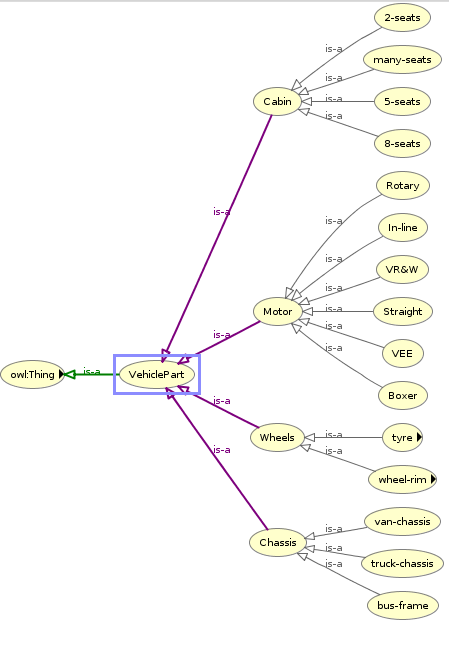 2-seats
is-a
many-seats
is-a
Cabin
is-a
5-seats
is-a
8-seats
Rotary
is-a
is-a
In-line
is-a
VR&W
is-a
Motor
is-a
Straight
is-a
is-a
VEE
is-a
owl:Thing
is-a
VehiclePart
Boxer
is-a
Wheels
is-a
tyre
is-a
is-a
wheel-rim
van-chassis
is-a
Chassis
is-a
truck-chassis
is-a
bus-frame